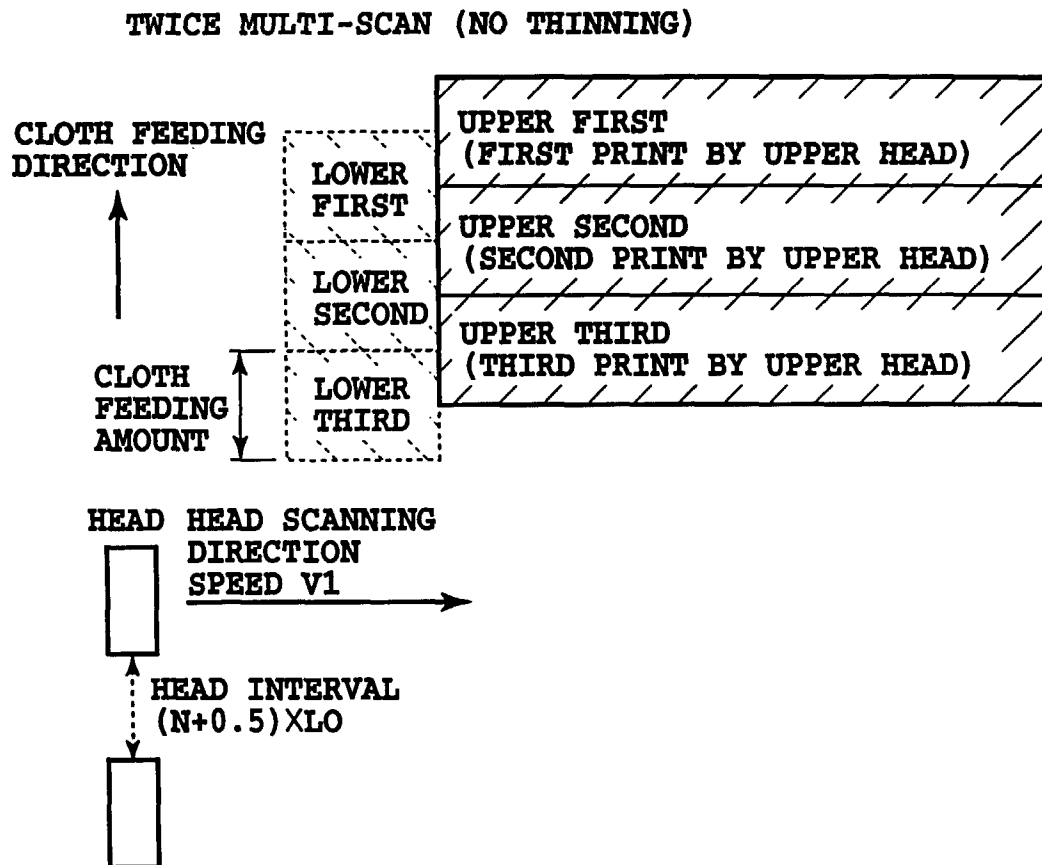 TWICE MULTI-SCAN (NO THINNING)
CLOTH FEEDING
DIRECTION
LOWER
FIRST
UPPER FIRST
(FIRST PRINT BY UPPER HEAD)
LOWER
SECOND
UPPER SECOND
(SECOND PRINT BY UPPER HEAD)
CLOTH
FEEDING
AMOUNT
LOWER
THIRD
UPPER THIRD
(THIRD PRINT BY UPPER HEAD)
HEAD
HEAD SCANNING
DIRECTION
SPEED V1
HEAD INTERVAL
(N+0.5)XLO